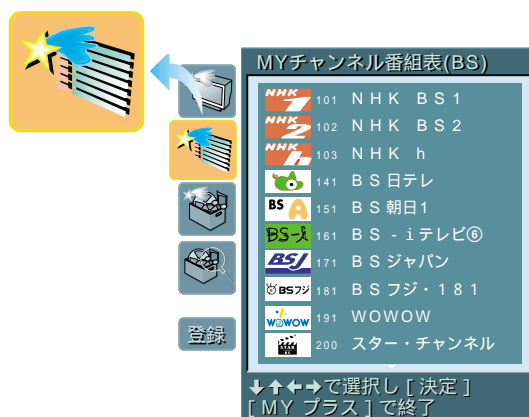 MYチャンネル番組表(BS)
NHK 1 101 NHK BS1
NHK 2 102 NHK BS2
NHK h 103 NHK h
141 BS日テレ
BS A 151 BS朝日1
BS-i 161 BS-iテレビ⑥
BSJ 171 BSジャパン
BSフジ 181 BSフジ・181
WOWOW 191 WOWOW
STAR 200 スター・チャンネル
登録
↓↑←→で選択し[決定]
[MY プラス]で終了